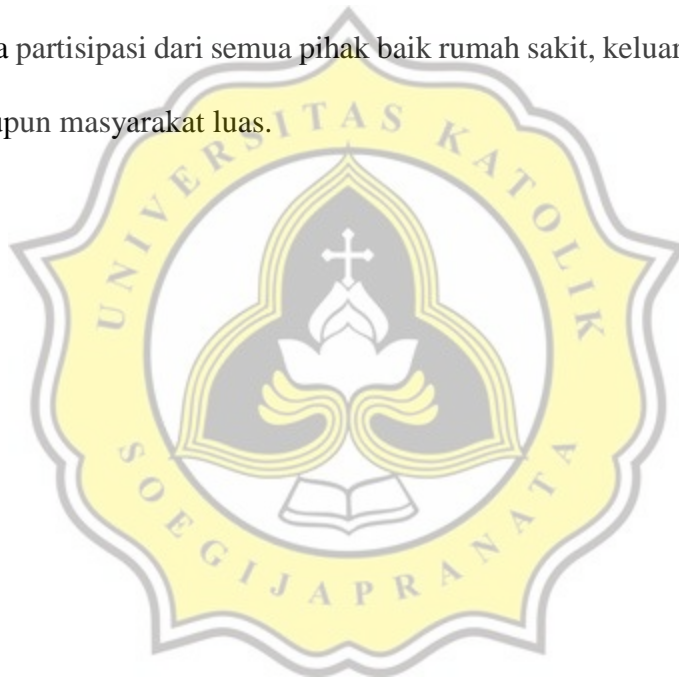 a partisipasi dari semua pihak baik rumah sakit, keluar
upun masyarakat luas.
UNIVERSITAS KATOLIK
SOEGIJAPRANATA